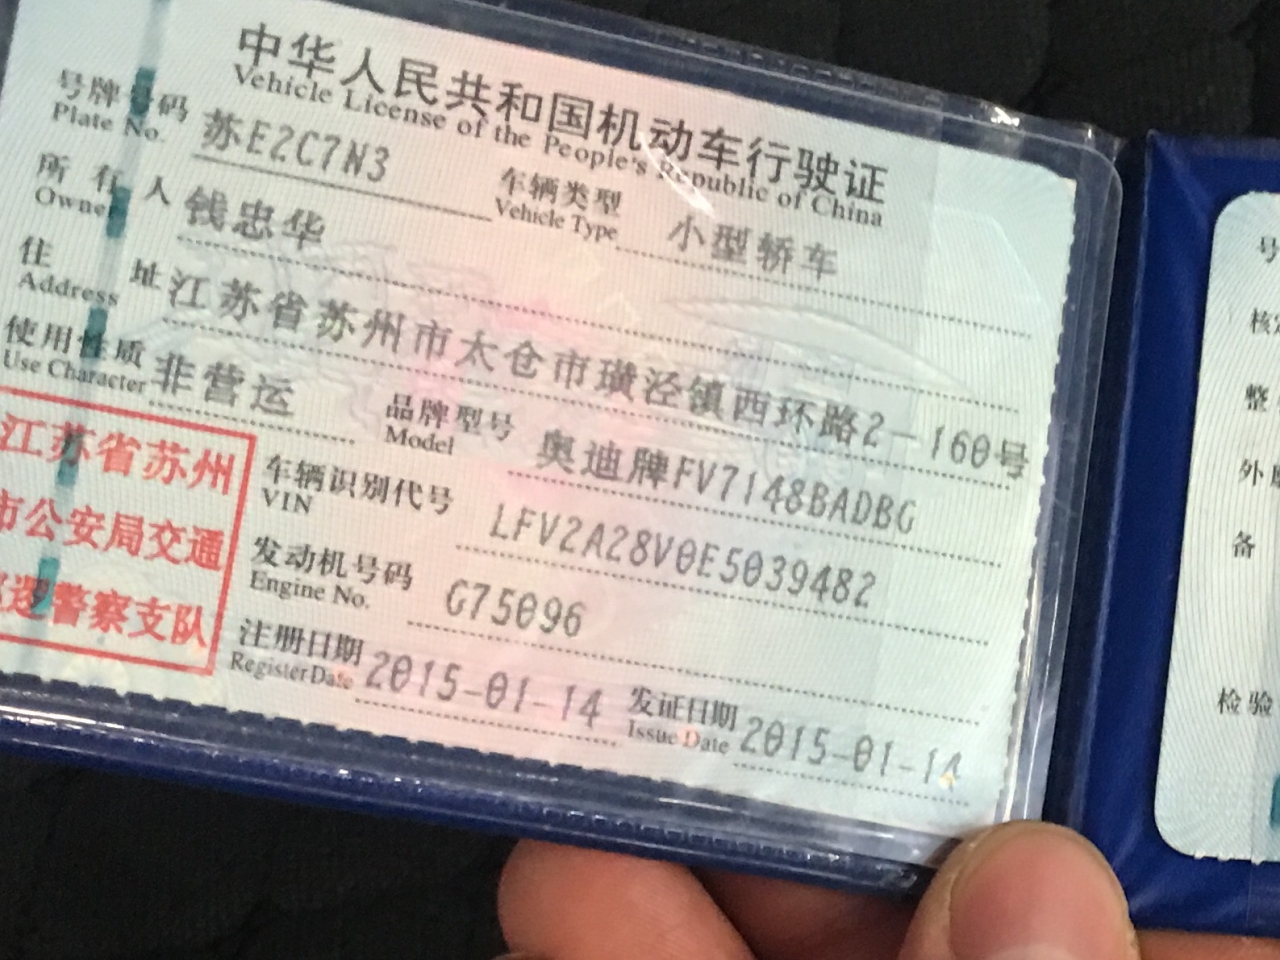 中华人民共和国机动车行驶证
Vehicle License of the People's Republic of China
号牌号码 苏E2C7N3 车辆类型 小型轿车
Plate No. Vehicle Type
所有人 钱忠华
Owner
住址 江苏省苏州市太仓市璜泾镇西环路2-160号
Address
使用性质 非营运 品牌型号 奥迪牌FV7148BADBG
Use Character Model
江苏省苏州
市公安局交通
巡逻警察支队
车辆识别代号 LFV2A28V0E5039482
VIN
发动机号码 G75096
Engine No.
注册日期 2015-01-14 发证日期 2015-01-14
Register Date Issue Date
号
核
整
外
备
检验